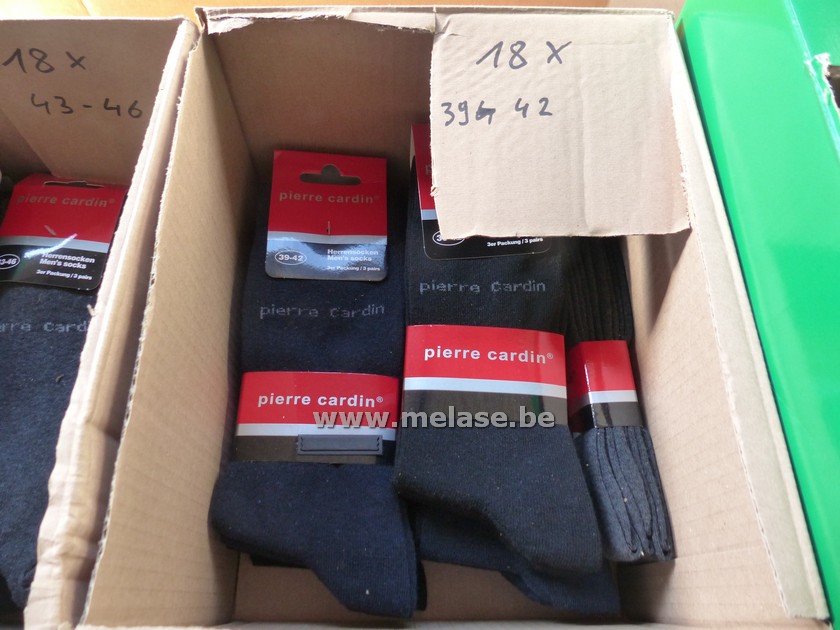 18 x
43-46
18 x
39 42
pierre cardin®
43-46
Herrensocken
Men's socks
3er Packung / 3 pairs
pierre cardin
pierre cardin®
39-42
Herrensocken
Men's socks
3er Packung / 3 pairs
pierre cardin
pierre cardin®
3er Packung / 3 pairs
pierre cardin
pierre cardin®
www.melase.be